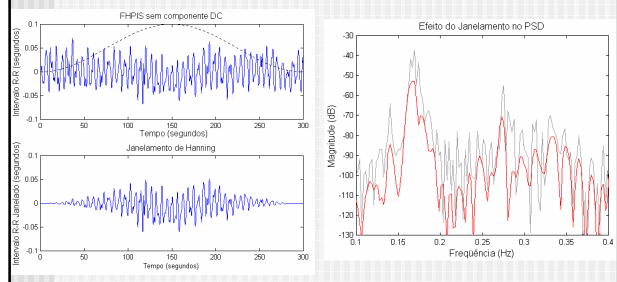 FHPIS sem componente DC
Intervalo R-R (segundos)
0.1
0.05
0
-0.05
-0.1
0 50 100 150 200 250 300
Tempo (segundos)
Janelamento de Hanning
Intervalo R-R Janelado (segundos)
0.1
0.05
0
-0.05
-0.1
0 50 100 150 200 250 300
Tempo (segundos)
Efeito do Janelamento no PSD
Magnitude (dB)
-30
-40
-50
-60
-70
-80
-90
-100
-110
-120
-130
0.1 0.15 0.2 0.25 0.3 0.35 0.4
Freqüência (Hz)